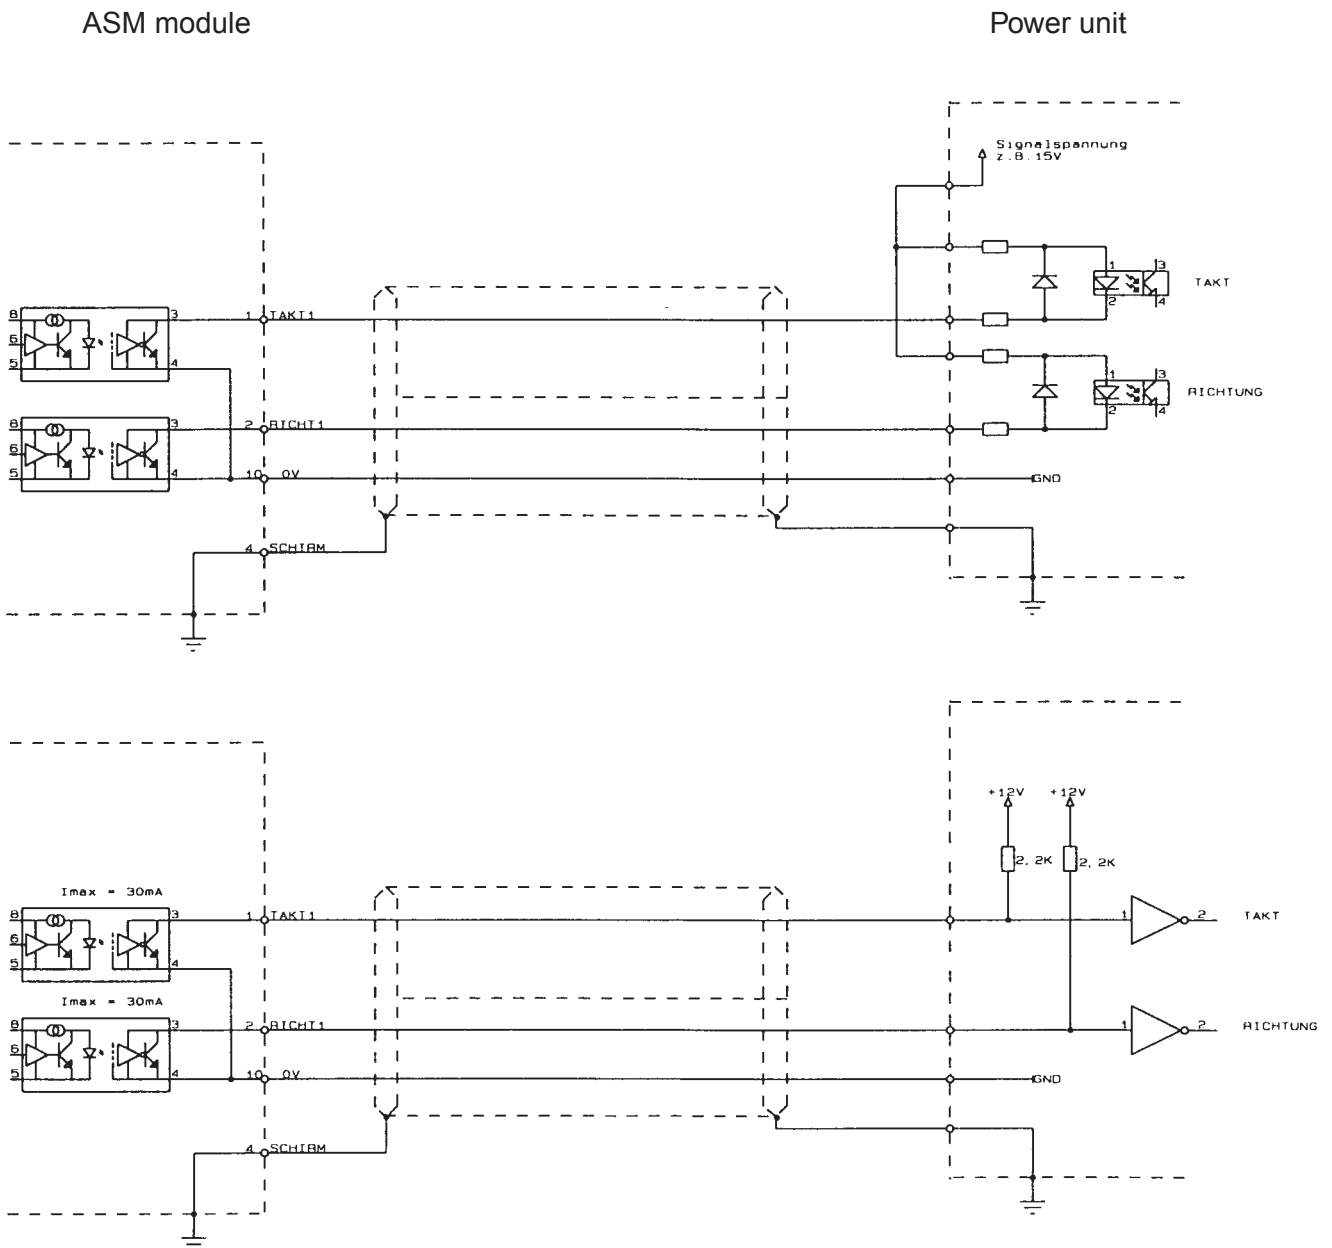 ASM module
Power unit
Signalspannung
z.B. 15V
1
3
TAKT
2
4
8
6
5
3
4
1 TAKT1
1
3
RICHTUNG
2
4
8
6
5
3
4
2 RICHT1
10 0V
GND
4 SCHIRM
+12V
+12V
2.2K
2,2K
Imax = 30mA
8
6
5
3
4
1 TAKT1
1
2
TAKT
Imax = 30mA
8
6
5
3
4
2 RICHT1
1
2
RICHTUNG
10 0V
GND
4 SCHIRM